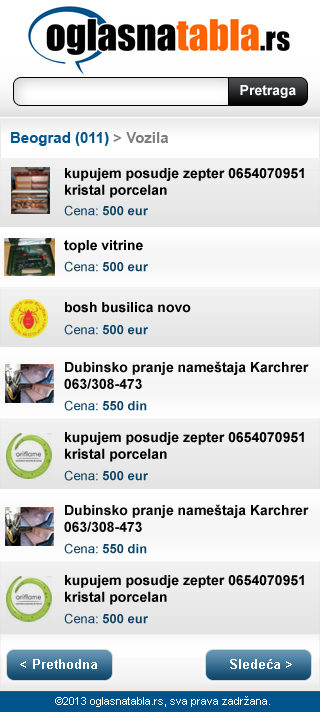 oglasnatabla.rs
Pretraga
Beograd (011) > Vozila
kupujem posudje zepter 0654070951
kristal porcelan
Cena: 500 eur
tople vitrine
Cena: 500 eur
bosh busilica novo
Cena: 500 eur
Dubinsko pranje nameštaja Karchrer
063/308-473
Cena: 550 din
oriflame
kupujem posudje zepter 0654070951
kristal porcelan
Cena: 500 eur
Dubinsko pranje nameštaja Karchrer
063/308-473
Cena: 550 din
oriflame
kupujem posudje zepter 0654070951
kristal porcelan
Cena: 500 eur
< Prethodna
Sledeća >
©2013 oglasnatabla.rs, sva prava zadržana.